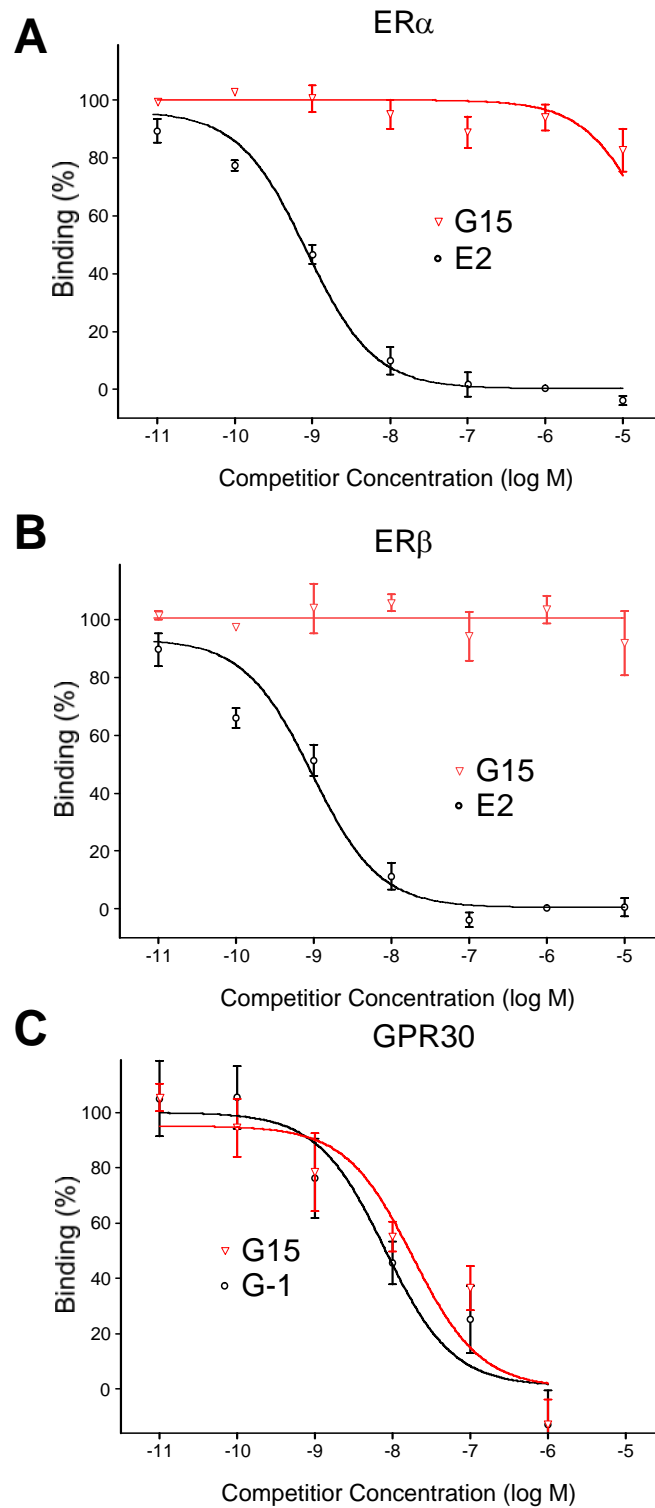 A
ERα
100
80
60
40
20
0
Binding (%)
G15
E2
-11 -10 -9 -8 -7 -6 -5
Competitior Concentration (log M)
B
ERβ
100
80
60
40
20
0
Binding (%)
G15
E2
-11 -10 -9 -8 -7 -6 -5
Competitior Concentration (log M)
C
GPR30
100
80
60
40
20
0
Binding (%)
G15
G-1
-11 -10 -9 -8 -7 -6 -5
Competitior Concentration (log M)